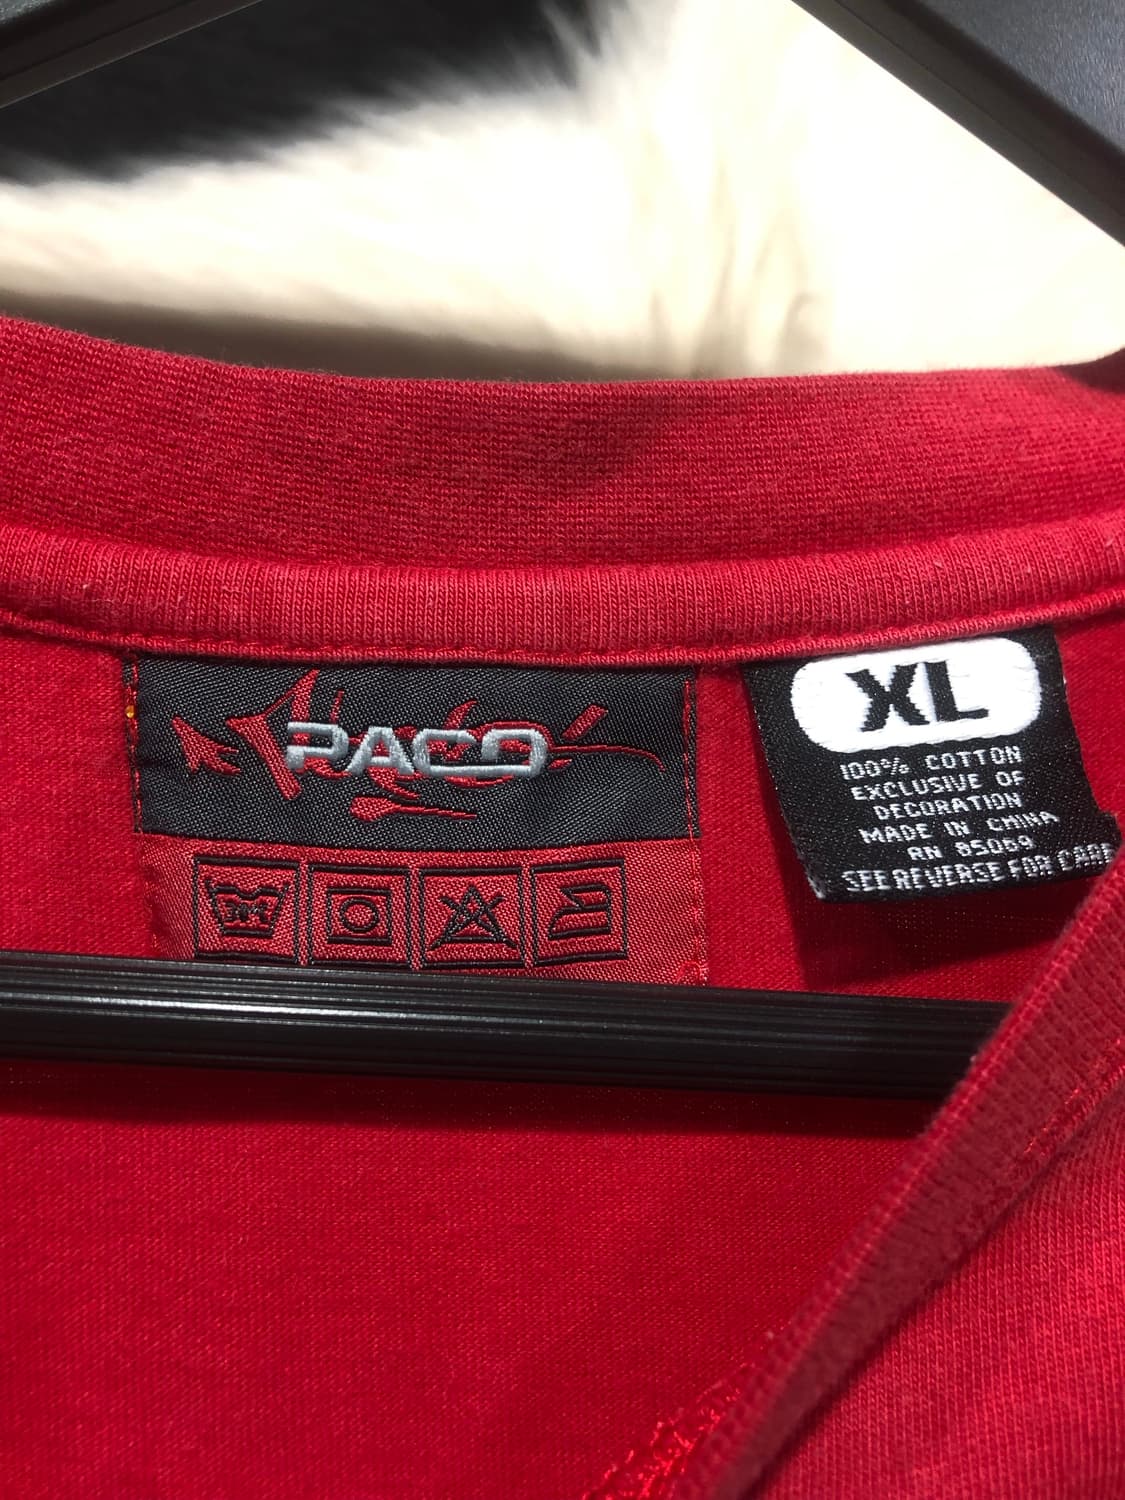 PACO
XL
100% COTTON
EXCLUSIVE OF
DECORATION
MADE IN CHINA
RN 85069
SEE REVERSE FOR CARE